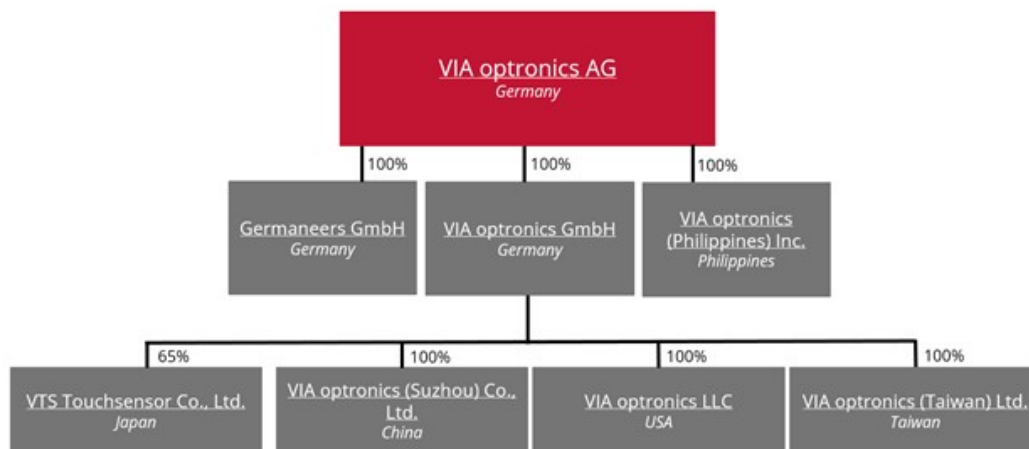 VIA optronics AG
Germany
100%
100%
100%
Germaneers GmbH
Germany
VIA optronics GmbH
Germany
VIA optronics
(Philippines) Inc.
Philippines
65%
100%
100%
100%
VTS Touchsensor Co., Ltd.
Japan
VIA optronics (Suzhou) Co.,
Ltd.
China
VIA optronics LLC
USA
VIA optronics (Taiwan) Ltd.
Taiwan